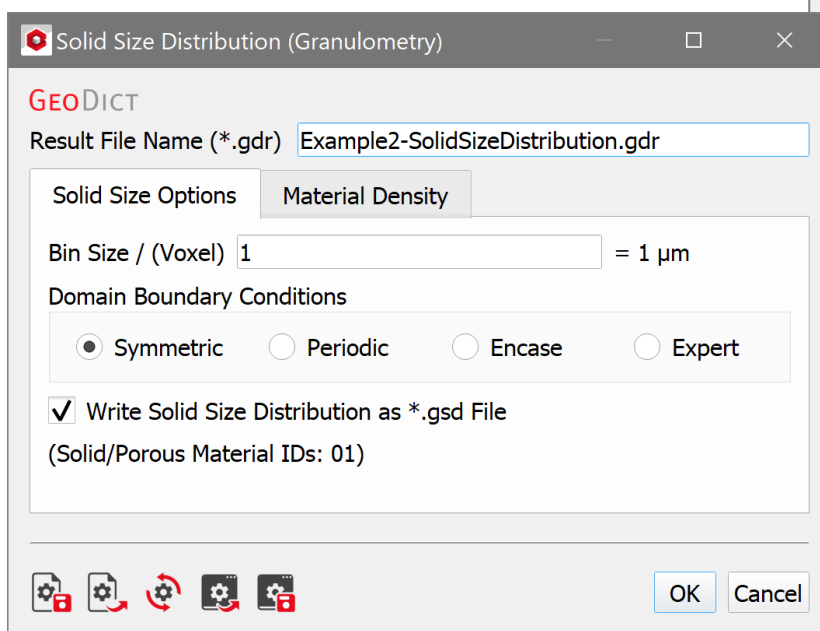 Solid Size Distribution (Granulometry)
GEODICT
Result File Name (*.gdr) Example2-SolidSizeDistribution.gdr
Solid Size Options Material Density
Bin Size / (Voxel) 1 = 1 µm
Domain Boundary Conditions
Symmetric Periodic Encase Expert
Write Solid Size Distribution as *.gsd File
(Solid/Porous Material IDs: 01)
OK Cancel